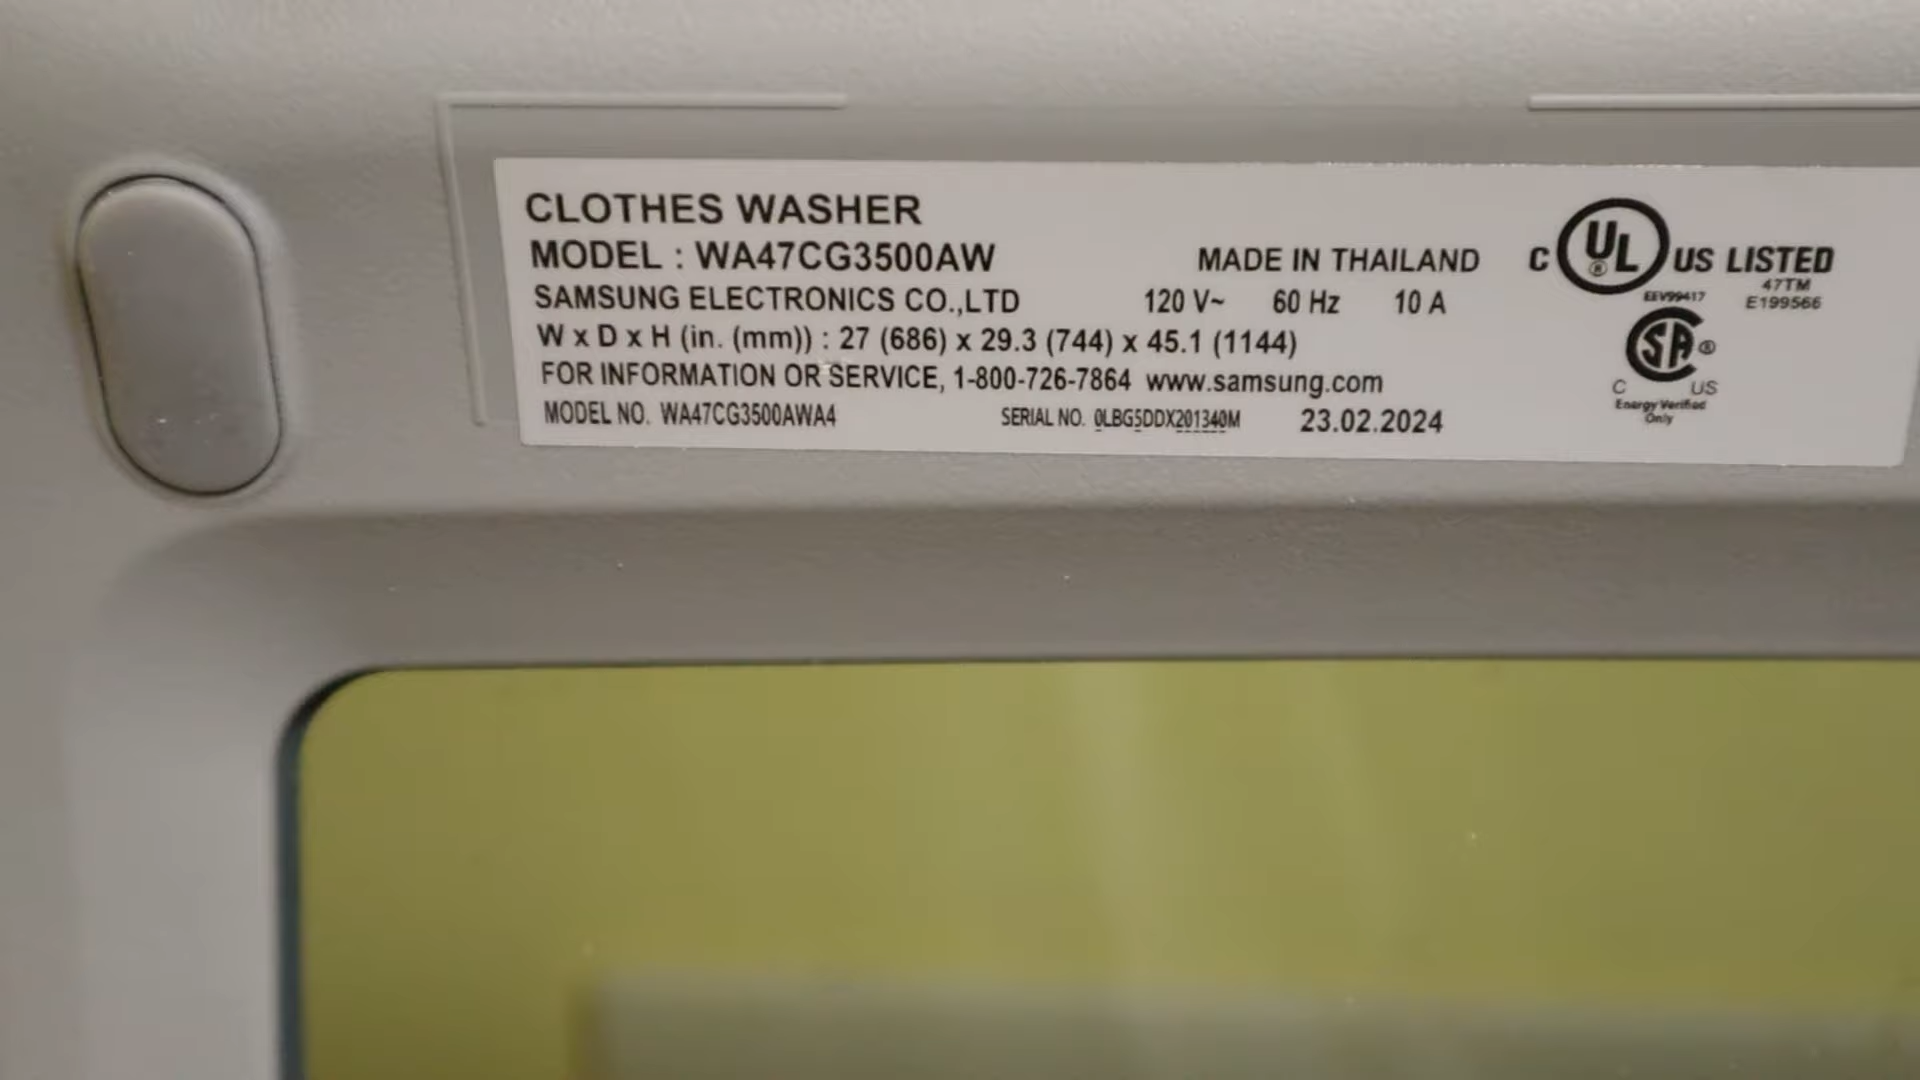 CLOTHES WASHER
MODEL : WA47CG3500AW
MADE IN THAILAND
C UL® US LISTED
47TM
E199566
SAMSUNG ELECTRONICS CO.,LTD
120 V~ 60 Hz 10 A
EEV99417
W x D x H (in. (mm)) : 27 (686) x 29.3 (744) x 45.1 (1144)
SA®
C US
Energy Verified
Only
FOR INFORMATION OR SERVICE, 1-800-726-7864 www.samsung.com
MODEL NO. WA47CG3500AWA4
SERIAL NO. 0LBG5DDX201340M
23.02.2024